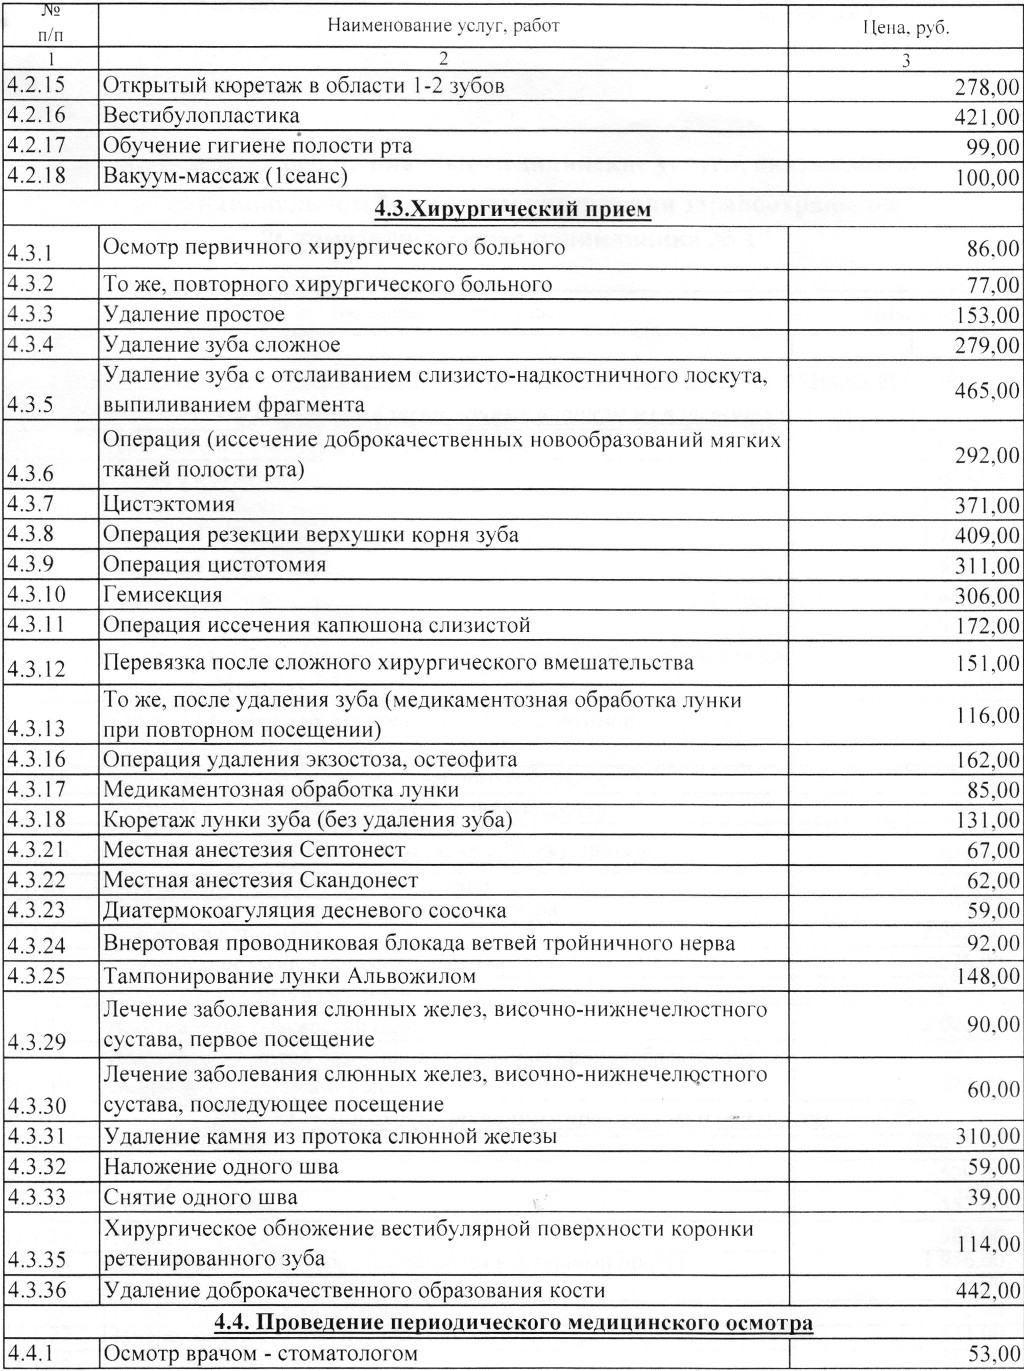 № п/п Наименование услуг, работ Цена, руб.
1 2 3
4.2.15 Открытый кюретаж в области 1-2 зубов 278,00
4.2.16 Вестибулопластика 421,00
4.2.17 Обучение гигиене полости рта 99,00
4.2.18 Вакуум-массаж (1сеанс) 100,00
4.3.Хирургический прием
4.3.1 Осмотр первичного хирургического больного 86,00
4.3.2 То же, повторного хирургического больного 77,00
4.3.3 Удаление простое 153,00
4.3.4 Удаление зуба сложное 279,00
4.3.5 Удаление зуба с отслаиванием слизисто-надкостничного лоскута,
выпиливанием фрагмента 465,00
4.3.6 Операция (иссечение доброкачественных новообразований мягких
тканей полости рта) 292,00
4.3.7 Цистэктомия 371,00
4.3.8 Операция резекции верхушки корня зуба 409,00
4.3.9 Операция цистотомия 311,00
4.3.10 Гемисекция 306,00
4.3.11 Операция иссечения капюшона слизистой 172,00
4.3.12 Перевязка после сложного хирургического вмешательства 151,00
4.3.13 То же, после удаления зуба (медикаментозная обработка лунки
при повторном посещении) 116,00
4.3.16 Операция удаления экзостоза, остеофита 162,00
4.3.17 Медикаментозная обработка лунки 85,00
4.3.18 Кюретаж лунки зуба (без удаления зуба) 131,00
4.3.21 Местная анестезия Септонест 67,00
4.3.22 Местная анестезия Скандонест 62,00
4.3.23 Диатермокоагуляция десневого сосочка 59,00
4.3.24 Внеротовая проводниковая блокада ветвей тройничного нерва 92,00
4.3.25 Тампонирование лунки Альвожилом 148,00
4.3.29 Лечение заболевания слюнных желез, височно-нижнечелюстного
сустава, первое посещение 90,00
4.3.30 Лечение заболевания слюнных желез, височно-нижнечелюстного
сустава, последующее посещение 60,00
4.3.31 Удаление камня из протока слюнной железы 310,00
4.3.32 Наложение одного шва 59,00
4.3.33 Снятие одного шва 39,00
4.3.35 Хирургическое обножение вестибулярной поверхности коронки
ретенированного зуба 114,00
4.3.36 Удаление доброкачественного образования кости 442,00
4.4. Проведение периодического медицинского осмотра
4.4.1 Осмотр врачом - стоматологом 53,00